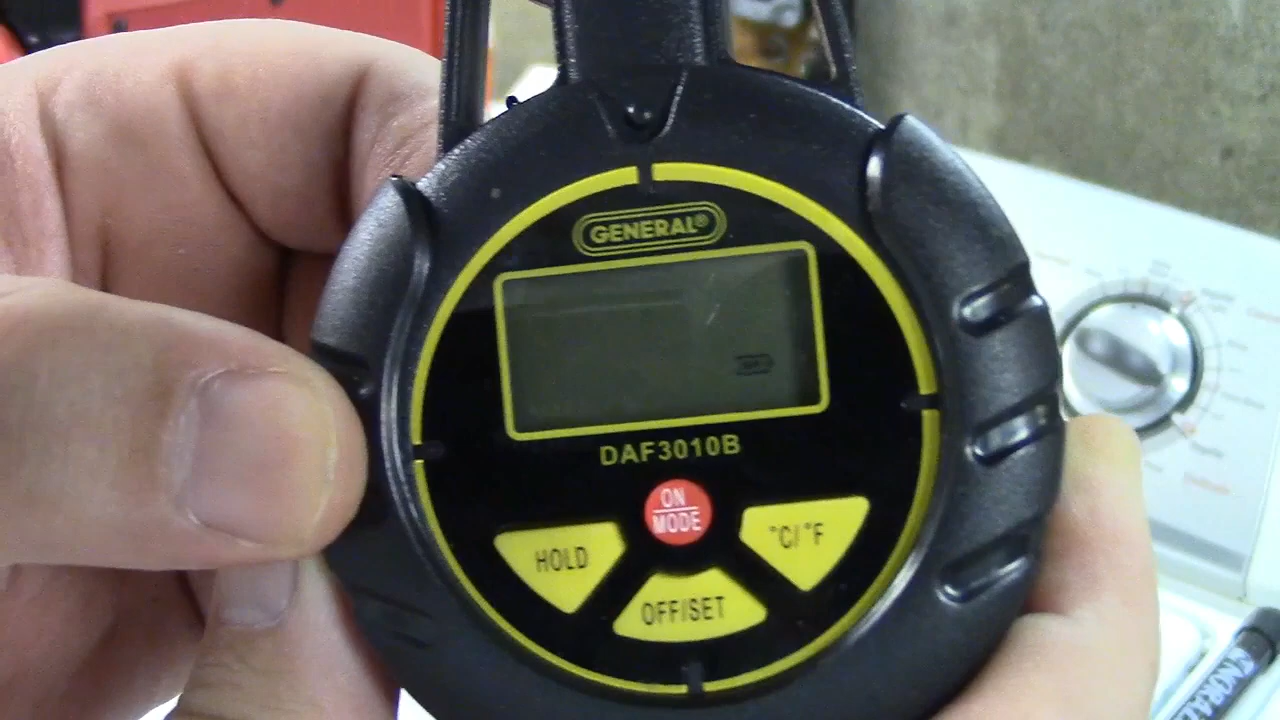 GENERAL®
DAF3010B
ON
MODE
HOLD
°C/°F
OFF/SET